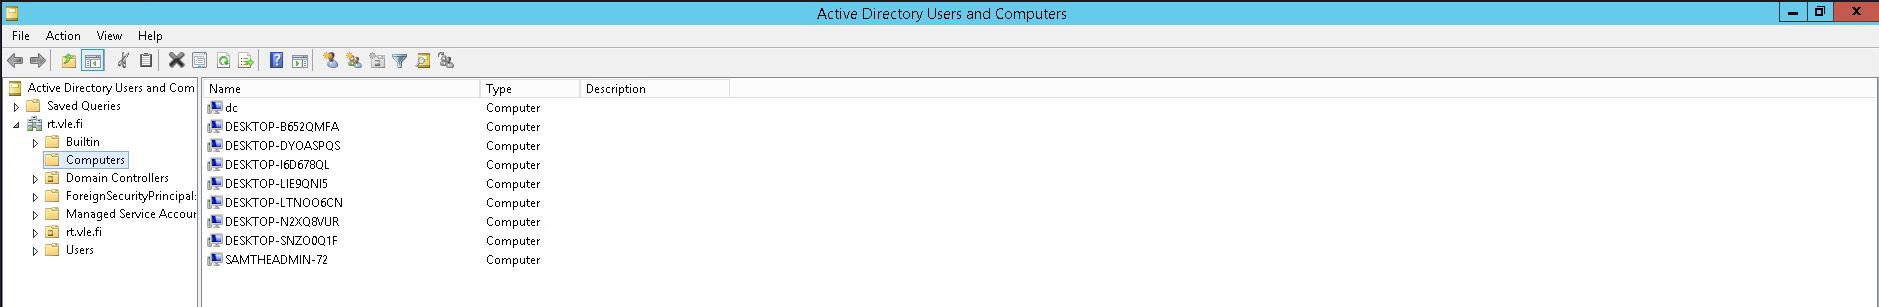 Active Directory Users and Computers
File Action View Help
Active Directory Users and Com
Saved Queries
rt.vle.fi
Builtin
Computers
Domain Controllers
ForeignSecurityPrincipal:
Managed Service Accour
rt.vle.fi
Users
Name Type Description
dc Computer
DESKTOP-B652QMFA Computer
DESKTOP-DYOASPQS Computer
DESKTOP-I6D678QL Computer
DESKTOP-LIE9QNI5 Computer
DESKTOP-LTNOO6CN Computer
DESKTOP-N2XQ8VUR Computer
DESKTOP-SNZO0Q1F Computer
SAMTHEADMIN-72 Computer